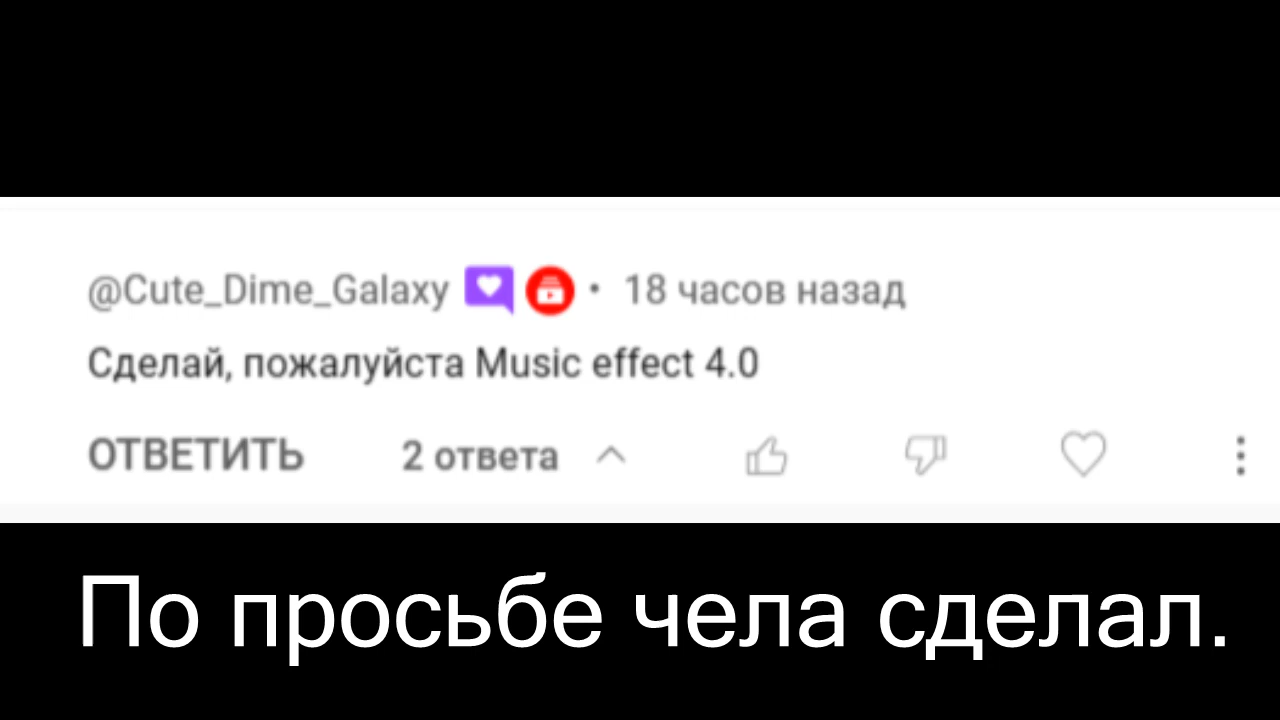 @Cute_Dime_Galaxy • 18 часов назад
Сделай, пожалуйста Music effect 4.0
ОТВЕТИТЬ 2 ответа
По просьбе чела сделал.